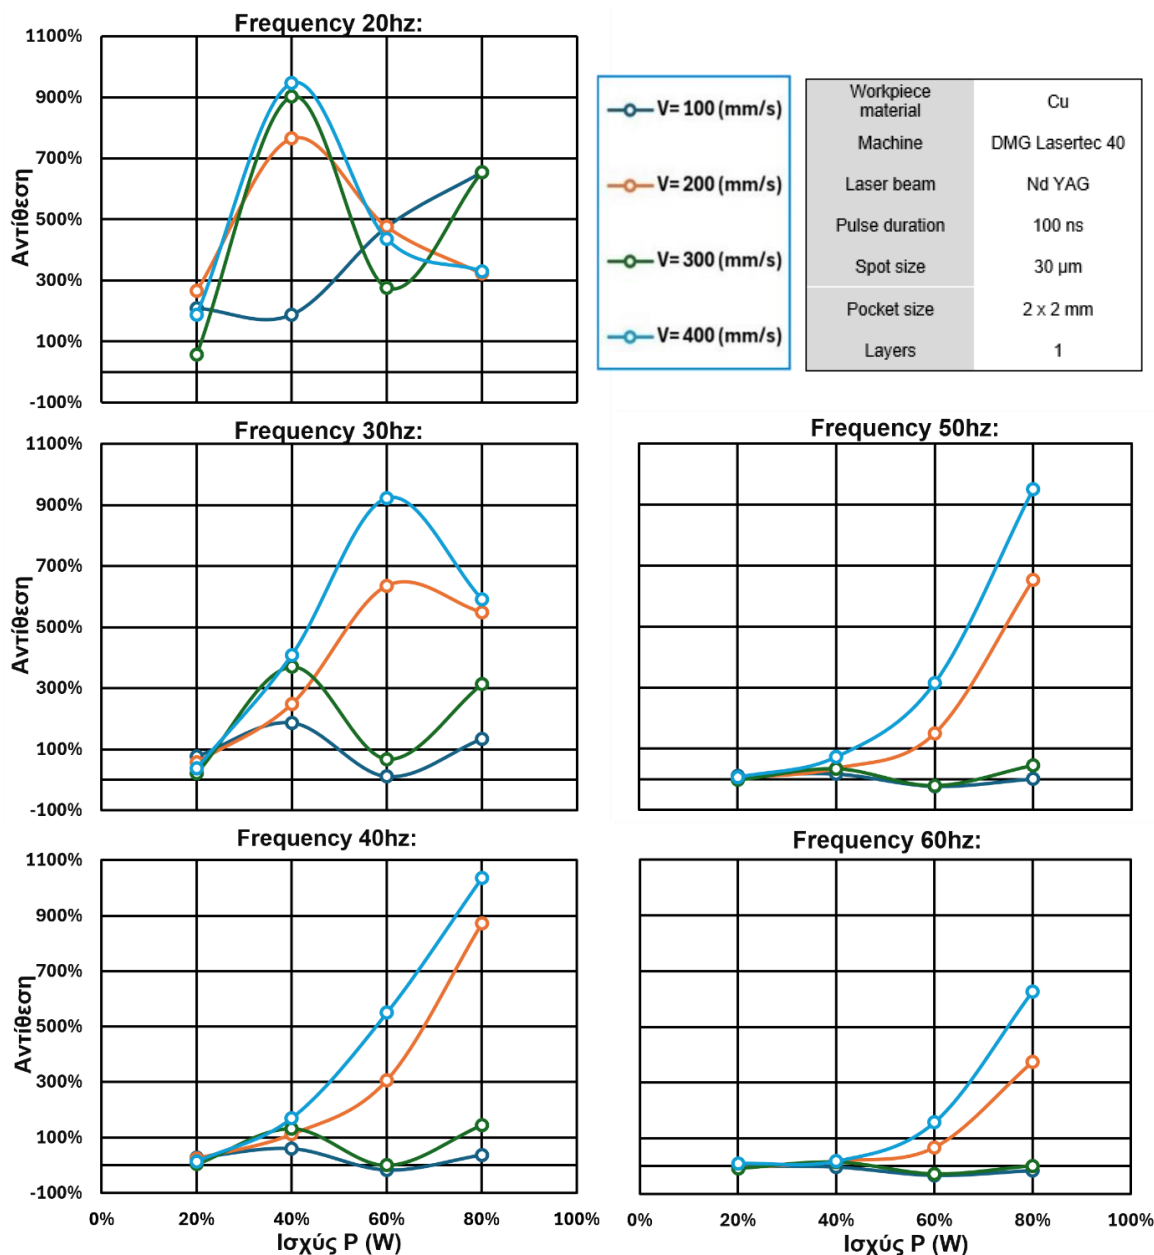 Frequency 20hz:
1100%
900%
700%
500%
300%
100%
-100%
Αντίθεση
V= 100 (mm/s)
V= 200 (mm/s)
V= 300 (mm/s)
V= 400 (mm/s)
Workpiece
material
Cu
Machine
DMG Lasertec 40
Laser beam
Nd YAG
Pulse duration
100 ns
Spot size
30 µm
Pocket size
2 x 2 mm
Layers
1
Frequency 30hz:
1100%
900%
700%
500%
300%
100%
-100%
Αντίθεση
Frequency 50hz:
Frequency 40hz:
1100%
900%
700%
500%
300%
100%
-100%
Αντίθεση
0%
20%
40%
60%
80%
100%
Ισχύς P (W)
Frequency 60hz:
0%
20%
40%
60%
80%
100%
Ισχύς P (W)